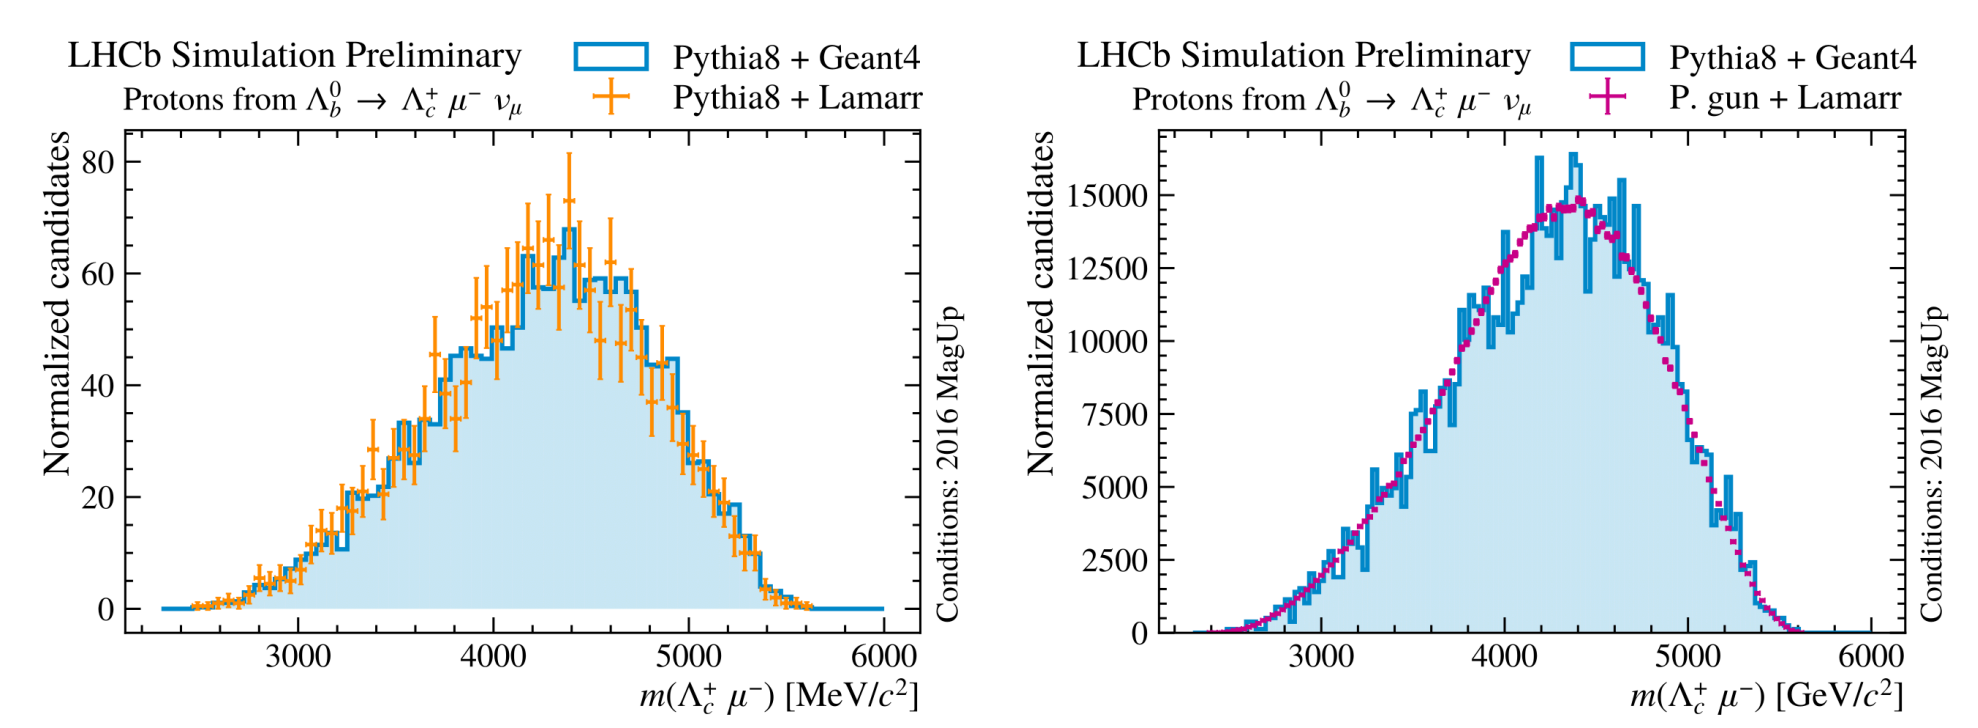 LHCb Simulation Preliminary
Protons from Λ_b^0 → Λ_c^+ μ^− ν_μ
Pythia8 + Geant4
Pythia8 + Lamarr
Normalized candidates
80
60
40
20
0
3000 4000 5000 6000
m(Λ_c^+ μ^−) [MeV/c^2]
Conditions: 2016 MagUp
LHCb Simulation Preliminary
Protons from Λ_b^0 → Λ_c^+ μ^− ν_μ
Pythia8 + Geant4
P. gun + Lamarr
Normalized candidates
15000
12500
10000
7500
5000
2500
0
3000 4000 5000 6000
m(Λ_c^+ μ^−) [GeV/c^2]
Conditions: 2016 MagUp